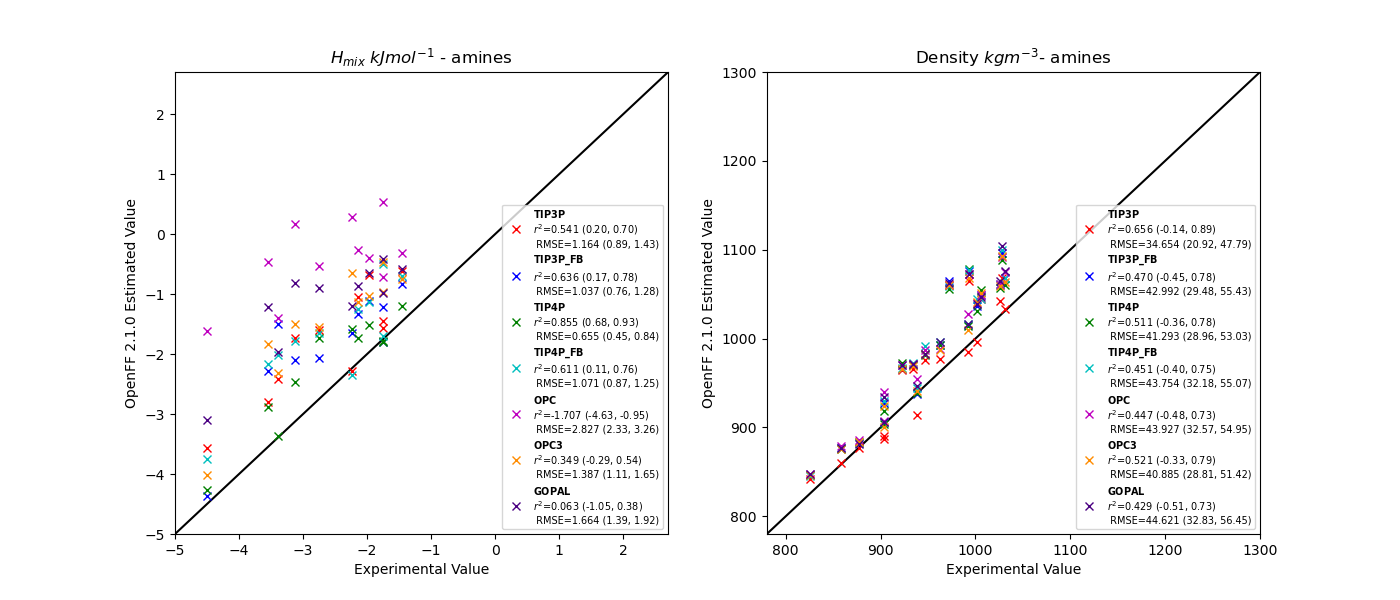 H_{mix} kJmol^{-1} - amines
OpenFF 2.1.0 Estimated Value
2
1
0
−1
−2
−3
−4
−5
−5
−4
−3
−2
−1
0
1
2
Experimental Value
TIP3P
r²=0.541 (0.20, 0.70)
RMSE=1.164 (0.89, 1.43)
TIP3P_FB
r²=0.636 (0.17, 0.78)
RMSE=1.037 (0.76, 1.28)
TIP4P
r²=0.855 (0.68, 0.93)
RMSE=0.655 (0.45, 0.84)
TIP4P_FB
r²=0.611 (0.11, 0.76)
RMSE=1.071 (0.87, 1.25)
OPC
r²=-1.707 (-4.63, -0.95)
RMSE=2.827 (2.33, 3.26)
OPC3
r²=0.349 (-0.29, 0.54)
RMSE=1.387 (1.11, 1.65)
GOPAL
r²=0.063 (-1.05, 0.38)
RMSE=1.664 (1.39, 1.92)
Density kgm^{-3}- amines
OpenFF 2.1.0 Estimated Value
1300
1200
1100
1000
900
800
800
900
1000
1100
1200
1300
Experimental Value
TIP3P
r²=0.656 (-0.14, 0.89)
RMSE=34.654 (20.92, 47.79)
TIP3P_FB
r²=0.470 (-0.45, 0.78)
RMSE=42.992 (29.48, 55.43)
TIP4P
r²=0.511 (-0.36, 0.78)
RMSE=41.293 (28.96, 53.03)
TIP4P_FB
r²=0.451 (-0.40, 0.75)
RMSE=43.754 (32.18, 55.07)
OPC
r²=0.447 (-0.48, 0.73)
RMSE=43.927 (32.57, 54.95)
OPC3
r²=0.521 (-0.33, 0.79)
RMSE=40.885 (28.81, 51.42)
GOPAL
r²=0.429 (-0.51, 0.73)
RMSE=44.621 (32.83, 56.45)